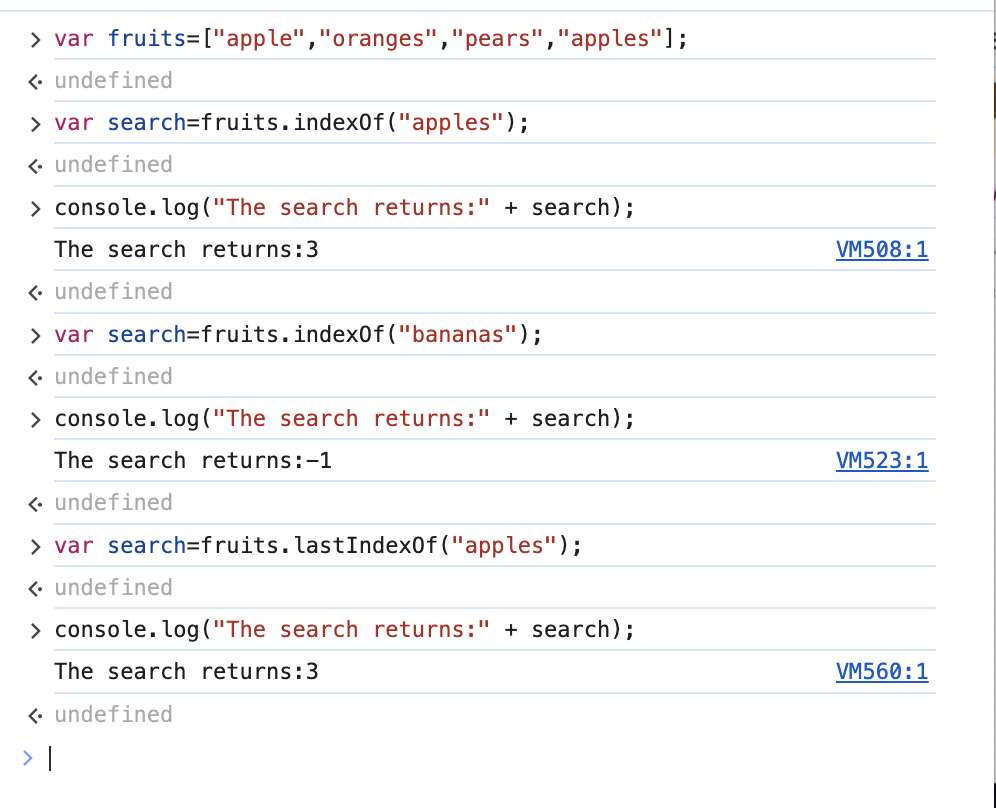 > var fruits=["apple","oranges","pears","apples"];
<· undefined
> var search=fruits.indexOf("apples");
<· undefined
> console.log("The search returns:" + search);
The search returns:3 VM508:1
<· undefined
> var search=fruits.indexOf("bananas");
<· undefined
> console.log("The search returns:" + search);
The search returns:-1 VM523:1
<· undefined
> var search=fruits.lastIndexOf("apples");
<· undefined
> console.log("The search returns:" + search);
The search returns:3 VM560:1
<· undefined
>